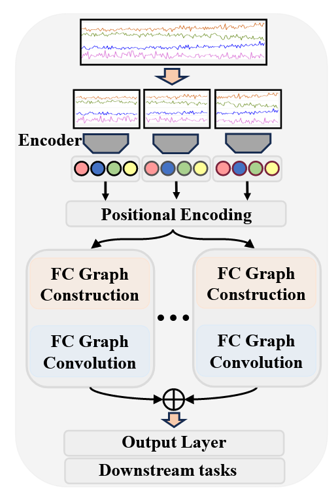 Encoder
Positional Encoding
FC Graph
Construction
FC Graph
Convolution
FC Graph
Construction
FC Graph
Convolution
Output Layer
Downstream tasks